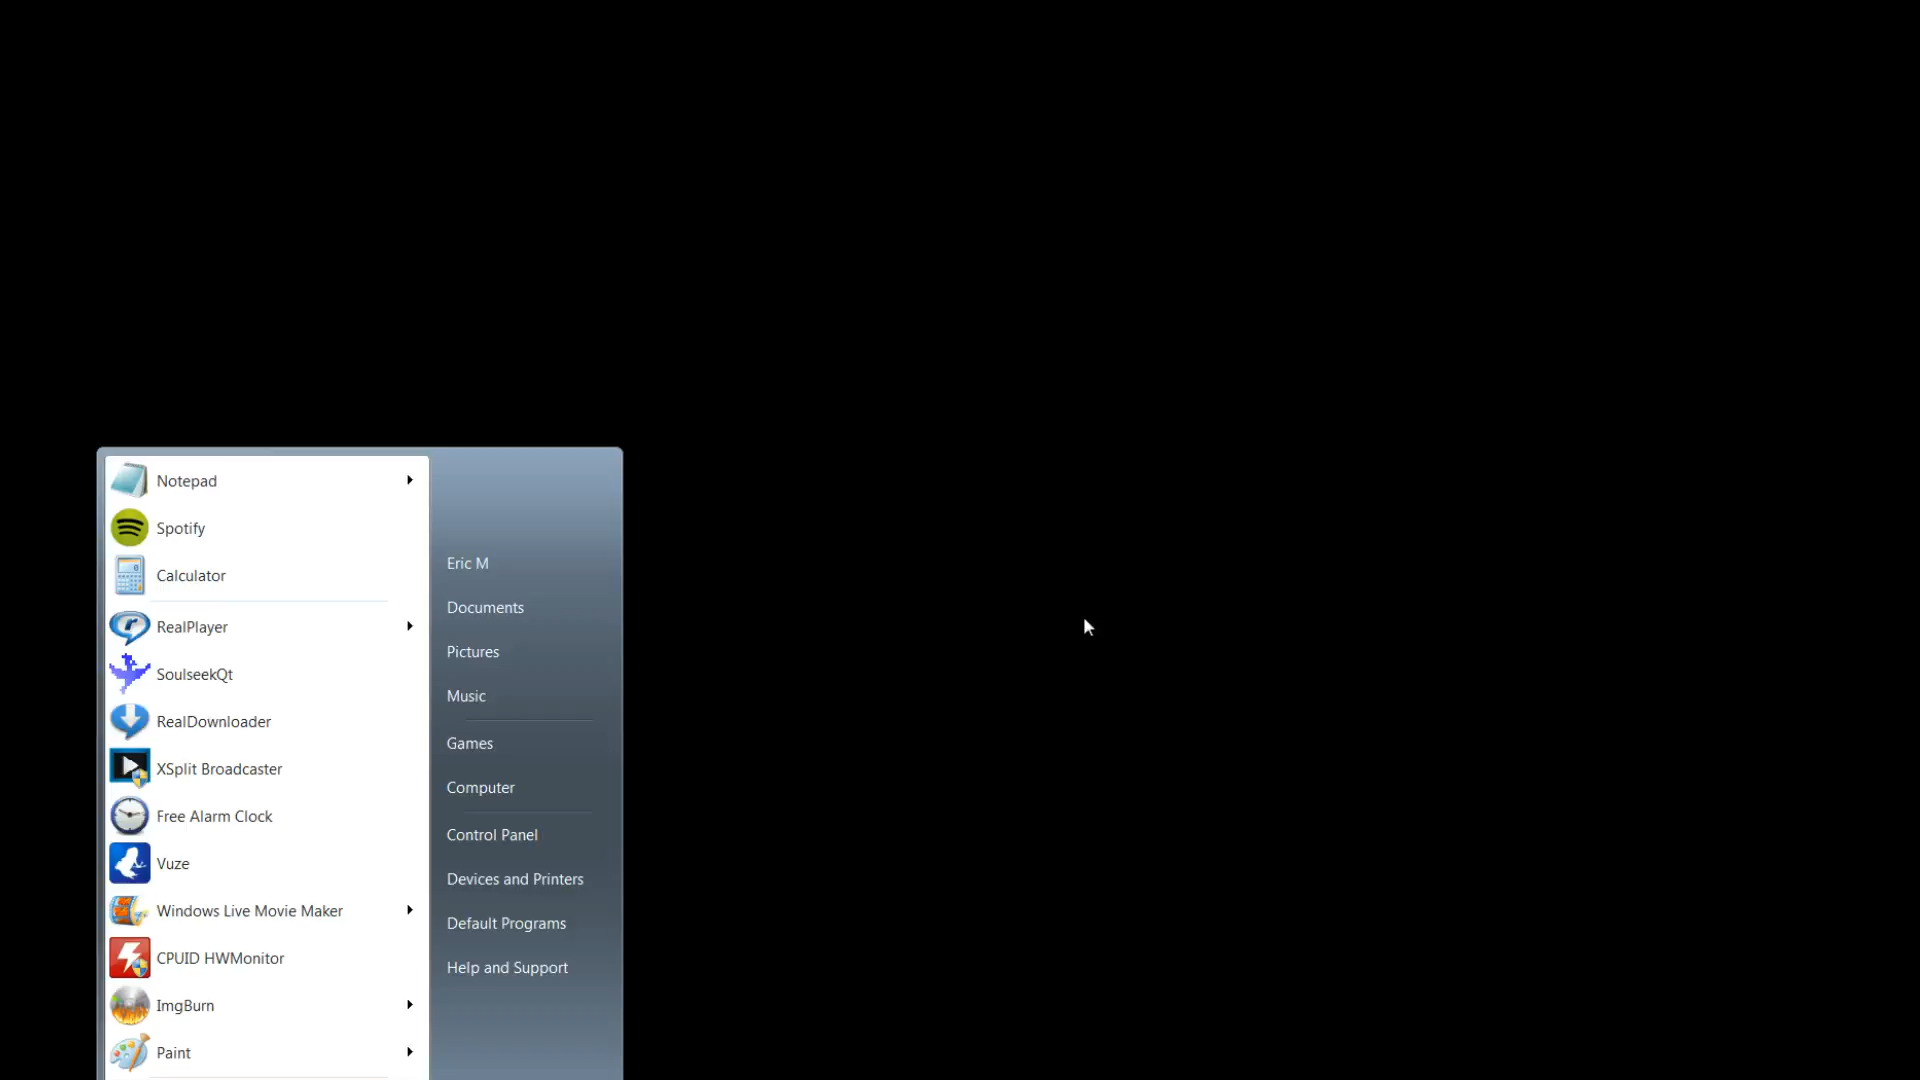 Notepad
Spotify
Calculator
RealPlayer
SoulseekQt
RealDownloader
XSplit Broadcaster
Free Alarm Clock
Vuze
Windows Live Movie Maker
CPUID HWMonitor
ImgBurn
Paint
Eric M
Documents
Pictures
Music
Games
Computer
Control Panel
Devices and Printers
Default Programs
Help and Support